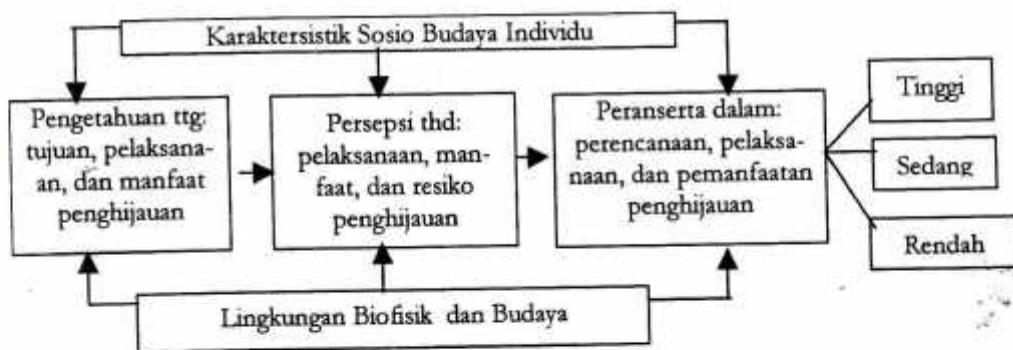 Karaktersistik Sosio Budaya Individu
Pengetahuan ttg:
tujuan, pelaksana-
an, dan manfaat
penghijauan
Persepsi thd:
pelaksanaan, man-
faat, dan resiko
penghijauan
Peranserta dalam:
perencanaan, pelaksa-
naan, dan pemanfaatan
penghijauan
Tinggi
Sedang
Rendah
Lingkungan Biofisik dan Budaya